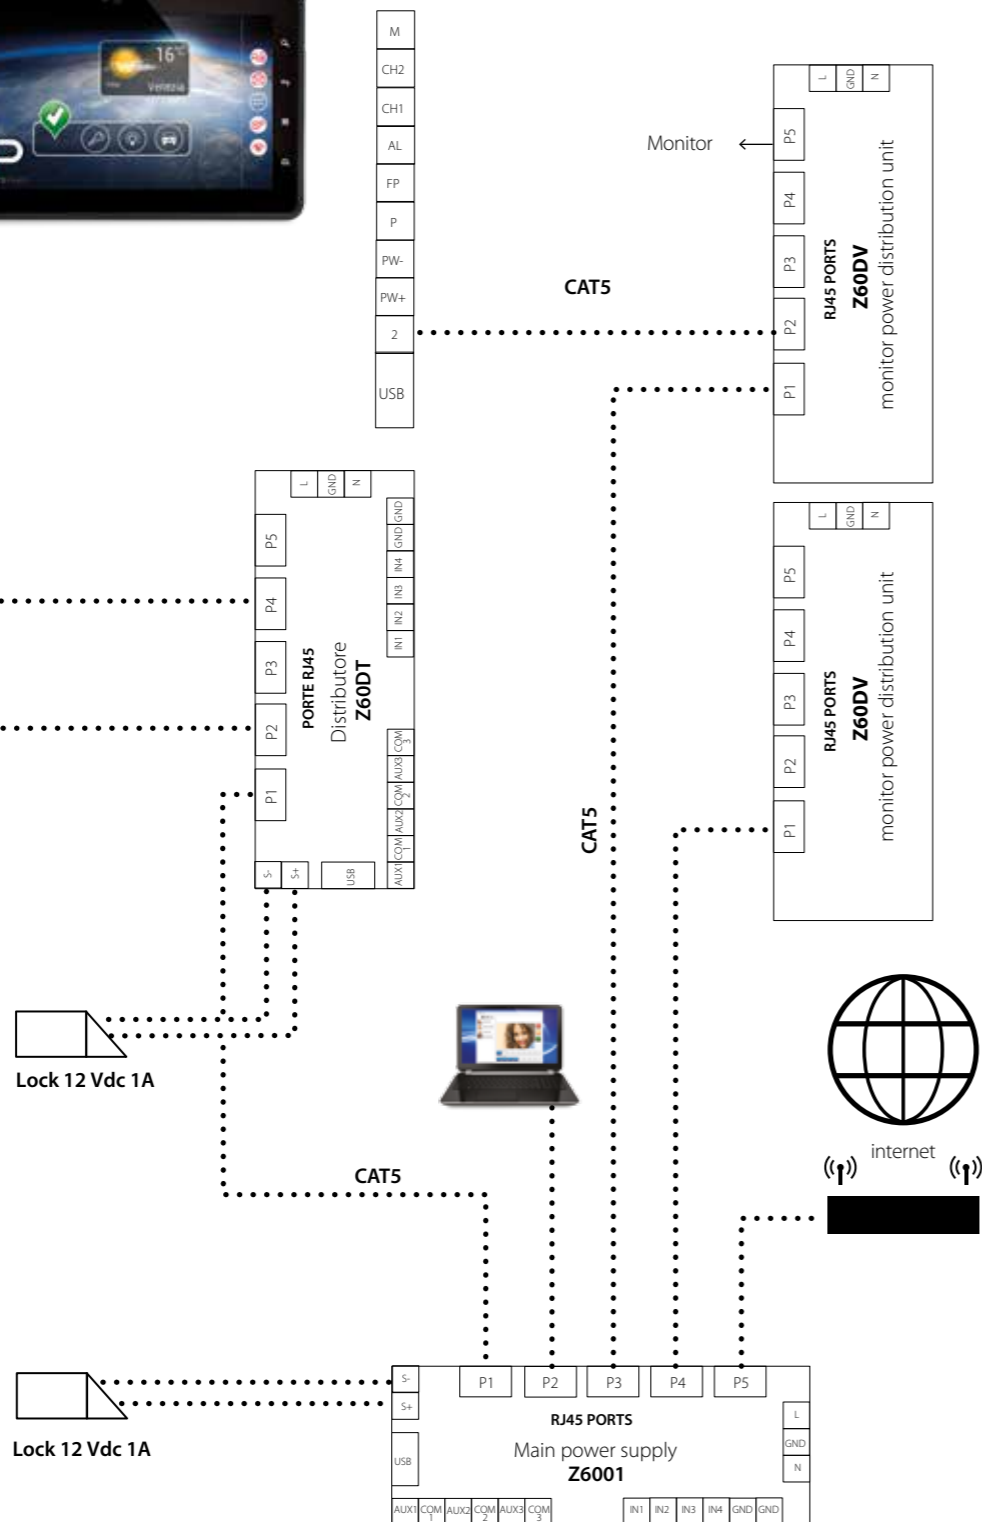 16°
Venezia
M
CH2
CH1
AL
FP
P
PW-
PW+
2
USB
CAT5
Monitor
L
GND
N
P5
P4
P3
P2
P1
RJ45 PORTS
Z60DV
monitor power distribution unit
L
GND
N
P5
P4
P3
P2
P1
RJ45 PORTS
Z60DV
monitor power distribution unit
L
GND
N
P5
P4
P3
P2
P1
PORTE RJ45
Distributore
Z60DT
GND
GND
IN4
IN3
IN2
IN1
COM 3
AUX3
COM 2
AUX2
COM 1
AUX1
S-
S+
USB
CAT5
Lock 12 Vdc 1A
CAT5
internet
Lock 12 Vdc 1A
S-
S+
USB
P1
P2
P3
P4
P5
RJ45 PORTS
Main power supply
Z6001
L
GND
N
AUX1
COM 1
AUX2
COM 2
AUX3
COM 3
IN1
IN2
IN3
IN4
GND
GND